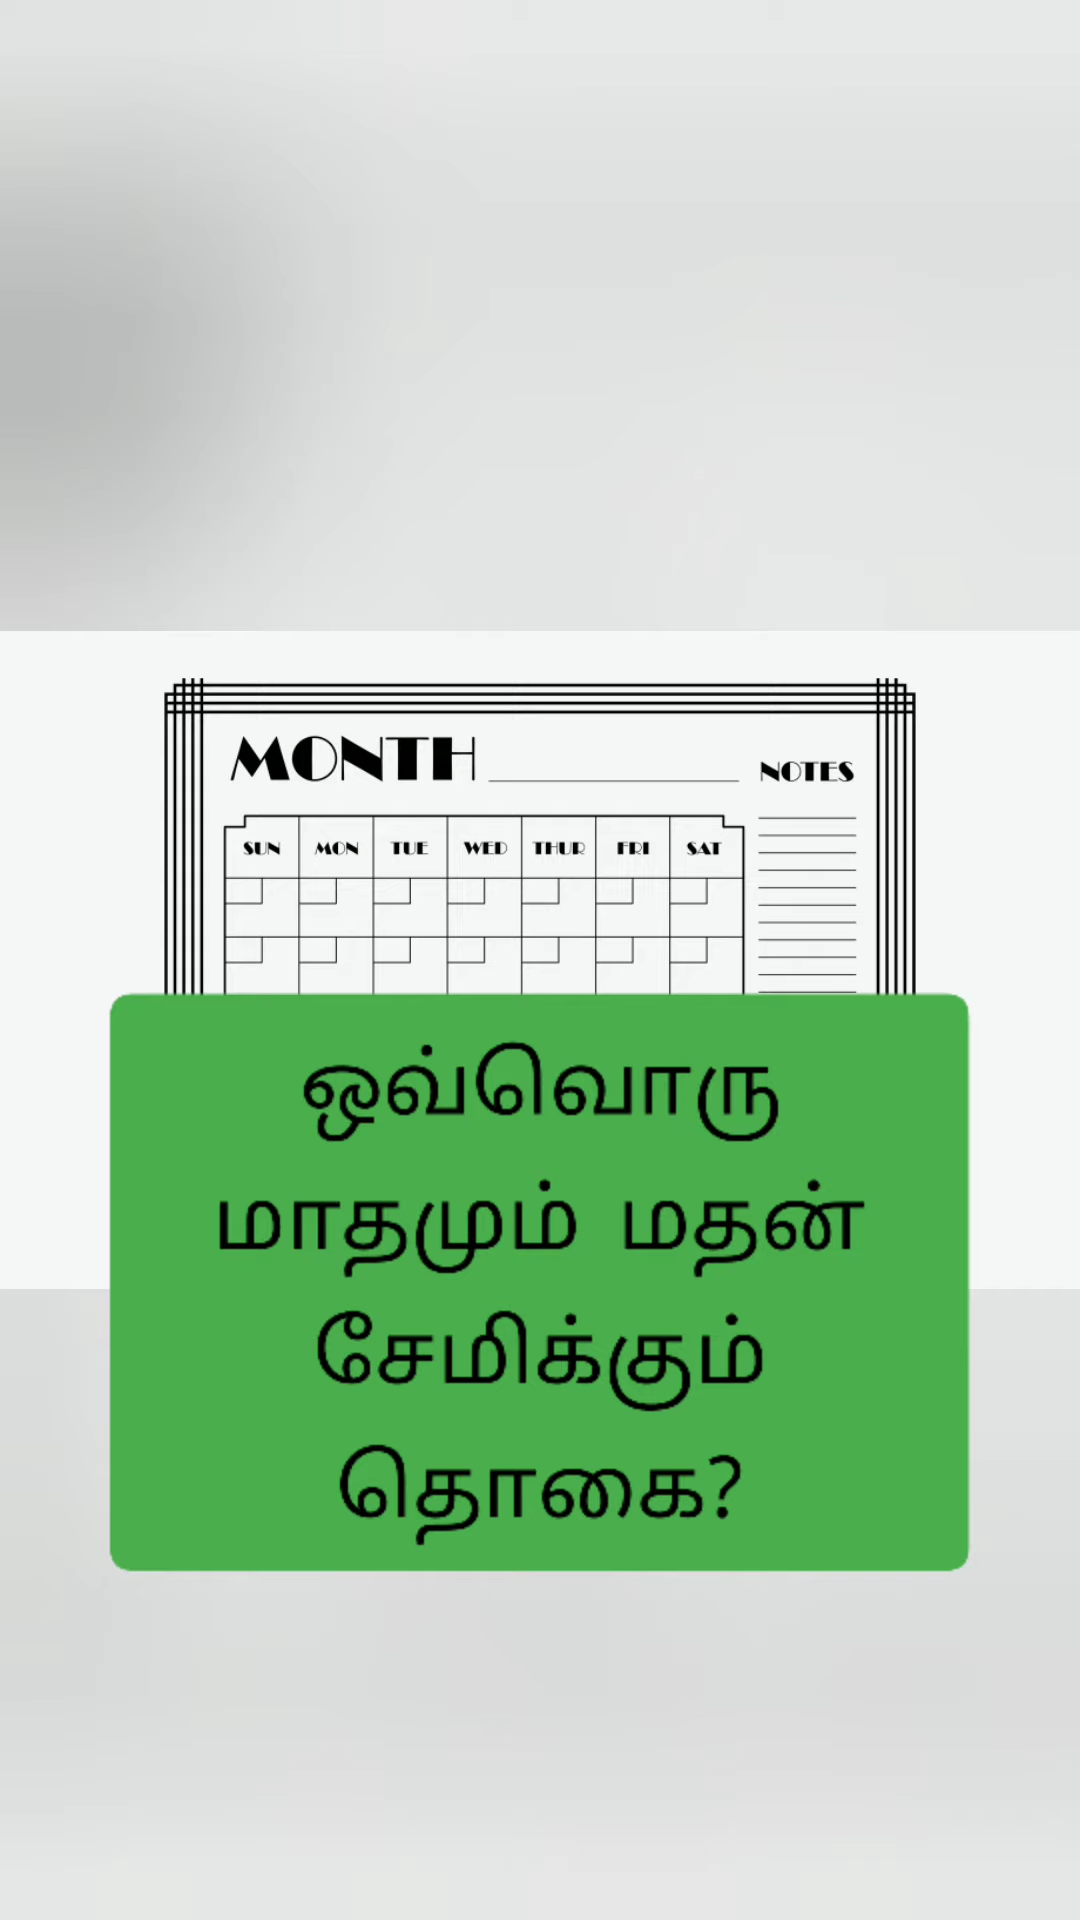 MONTH
NOTES
SUN MON TUE WED THUR FRI SAT
ஒவ்வொரு
மாதமும் மதன்
சேமிக்கும்
தொகை?